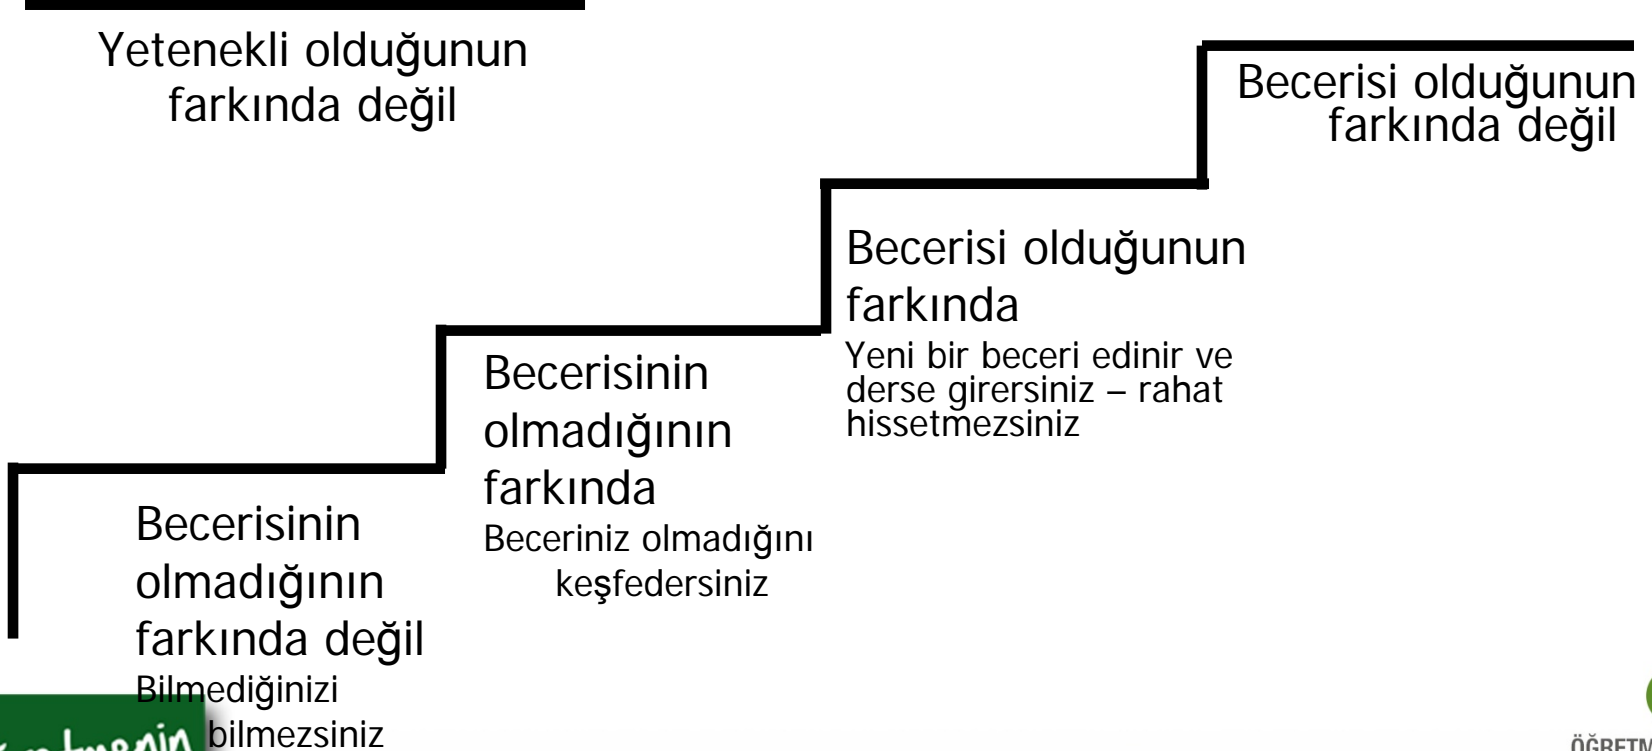 Yetenekli olduğunun
farkında değil
Becerisi olduğunun
farkında değil
Becerisi olduğunun
farkında
Yeni bir beceri edinir ve
derse girersiniz – rahat
hissetmezsiniz
Becerisinin
olmadığının
farkında
Beceriniz olmadığını
keşfedersiniz
Becerisinin
olmadığının
farkında değil
Bilmediğinizi
bilmezsiniz